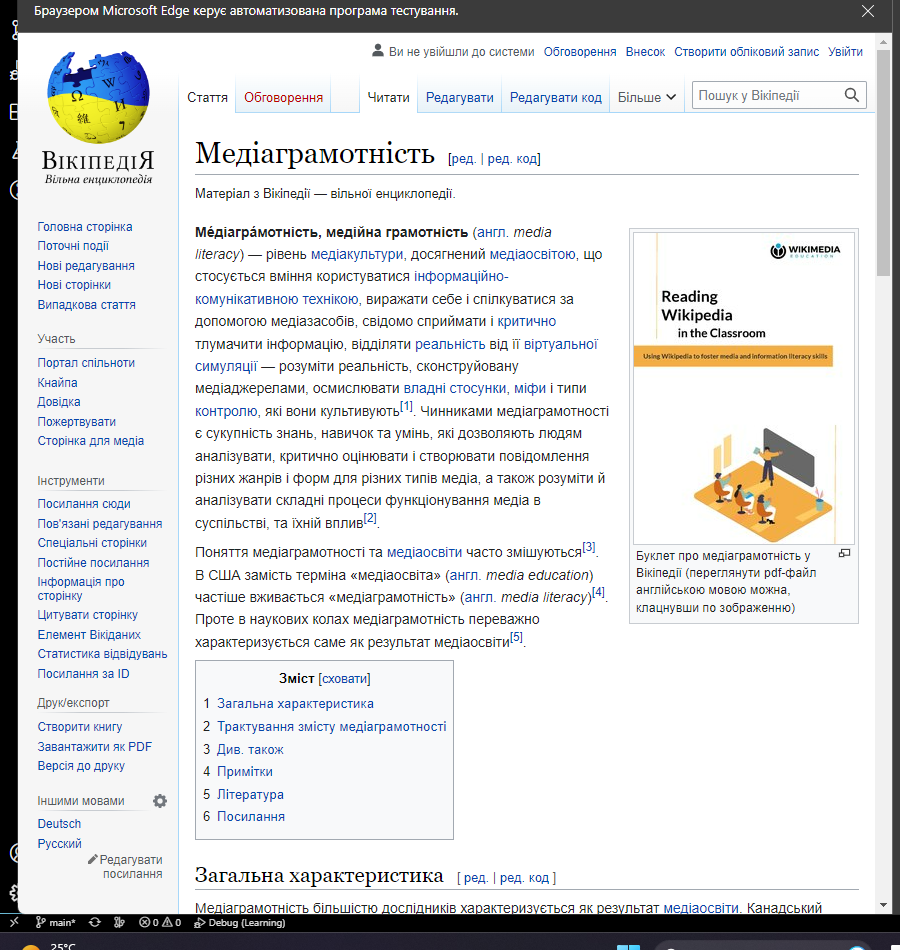 Браузером Microsoft Edge керує автоматизована програма тестування.
Ви не увійшли до системи Обговорення Внесок Створити обліковий запис Увійти
Стаття Обговорення Читати Редагувати Редагувати код Більше Пошук у Вікіпедії
ВікіпедіЯ
Вільна енциклопедія
Головна сторінка
Поточні події
Нові редагування
Нові сторінки
Випадкова стаття
Участь
Портал спільноти
Кнайпа
Довідка
Пожертвувати
Сторінка для медіа
Інструменти
Посилання сюди
Пов'язані редагування
Спеціальні сторінки
Постійне посилання
Інформація про
сторінку
Цитувати сторінку
Елемент Вікіданих
Статистика відвідувань
Посилання за ID
Друк/експорт
Створити книгу
Завантажити як PDF
Версія до друку
Іншими мовами
Deutsch
Русский
Редагувати
посилання
Медіаграмотність [ред. | ред. код]
Матеріал з Вікіпедії — вільної енциклопедії.
Ме́діагра́мотність, медійна грамотність (англ. media
literacy) — рівень медіакультури, досягнений медіаосвітою, що
стосується вміння користуватися інформаційно-
комунікативною технікою, виражати себе і спілкуватися за
допомогою медіазасобів, свідомо сприймати і критично
тлумачити інформацію, відділяти реальність від її віртуальної
симуляції — розуміти реальність, сконструйовану
медіаджерелами, осмислювати владні стосунки, міфи і типи
контролю, які вони культивують[1]. Чинниками медіаграмотності
є сукупність знань, навичок та умінь, які дозволяють людям
аналізувати, критично оцінювати і створювати повідомлення
різних жанрів і форм для різних типів медіа, а також розуміти й
аналізувати складні процеси функціонування медіа в
суспільстві, та їхній вплив[2].
Поняття медіаграмотності та медіаосвіти часто змішуються[3].
В США замість терміна «медіаосвіта» (англ. media education)
частіше вживається «медіаграмотність» (англ. media literacy)[4].
Проте в наукових колах медіаграмотність переважно
характеризується саме як результат медіаосвіти[5].
WIKIMEDIA
EDUCATION
Reading
Wikipedia
in the Classroom
Using Wikipedia to foster media and information literacy skills
Буклет про медіаграмотність у
Вікіпедії (переглянути pdf-файл
англійською мовою можна,
клацнувши по зображенню)
Зміст [сховати]
1 Загальна характеристика
2 Трактування змісту медіаграмотності
3 Див. також
4 Примітки
5 Література
6 Посилання
Загальна характеристика [ ред. | ред. код ]
Медіаграмотність більшістю дослідників характеризується як результат медіаосвіти. Канадський
main* 0 0 Debug (Learning)
25°C